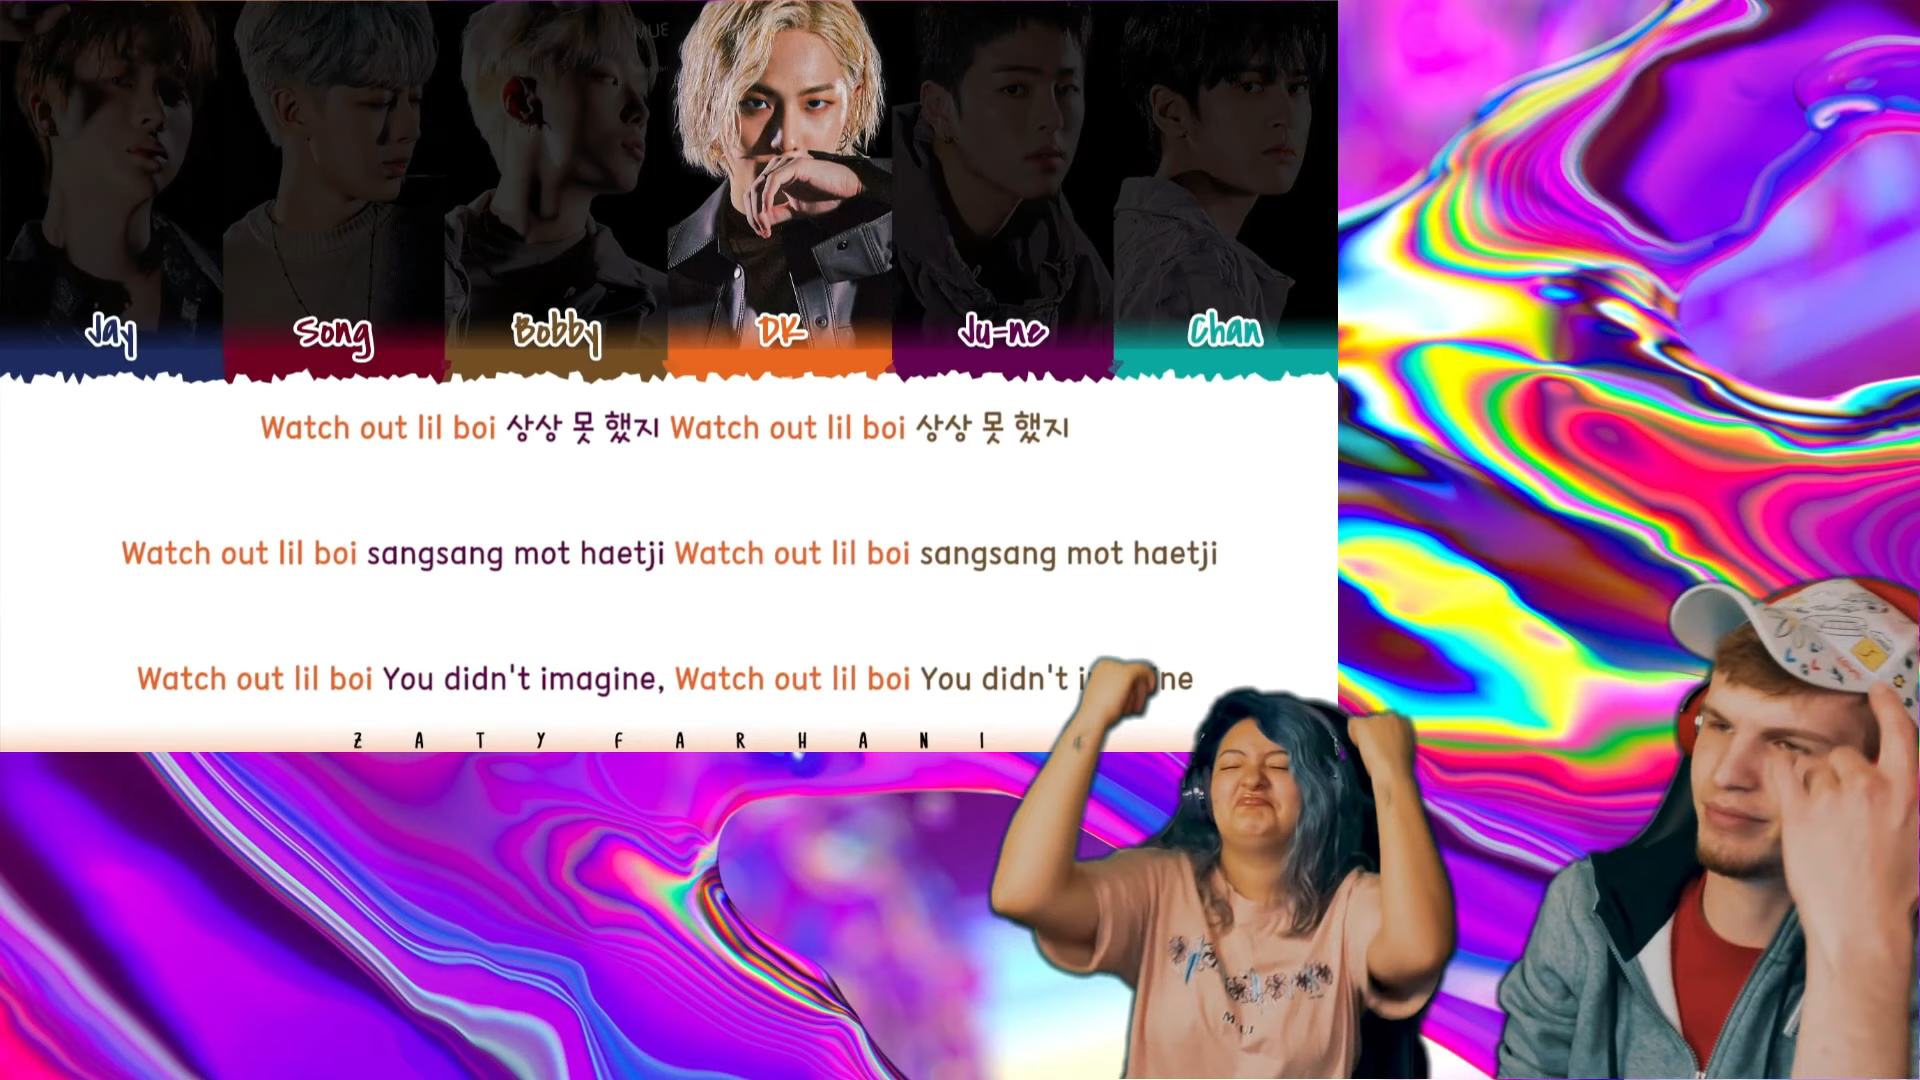 Jay Song Bobby DK Ju-ne Chan
Watch out lil boi 상상 못 했지 Watch out lil boi 상상 못 했지
Watch out lil boi sangsang mot haetji Watch out lil boi sangsang mot haetji
Watch out lil boi You didn't imagine, Watch out lil boi You didn't
ZATY FARHANI